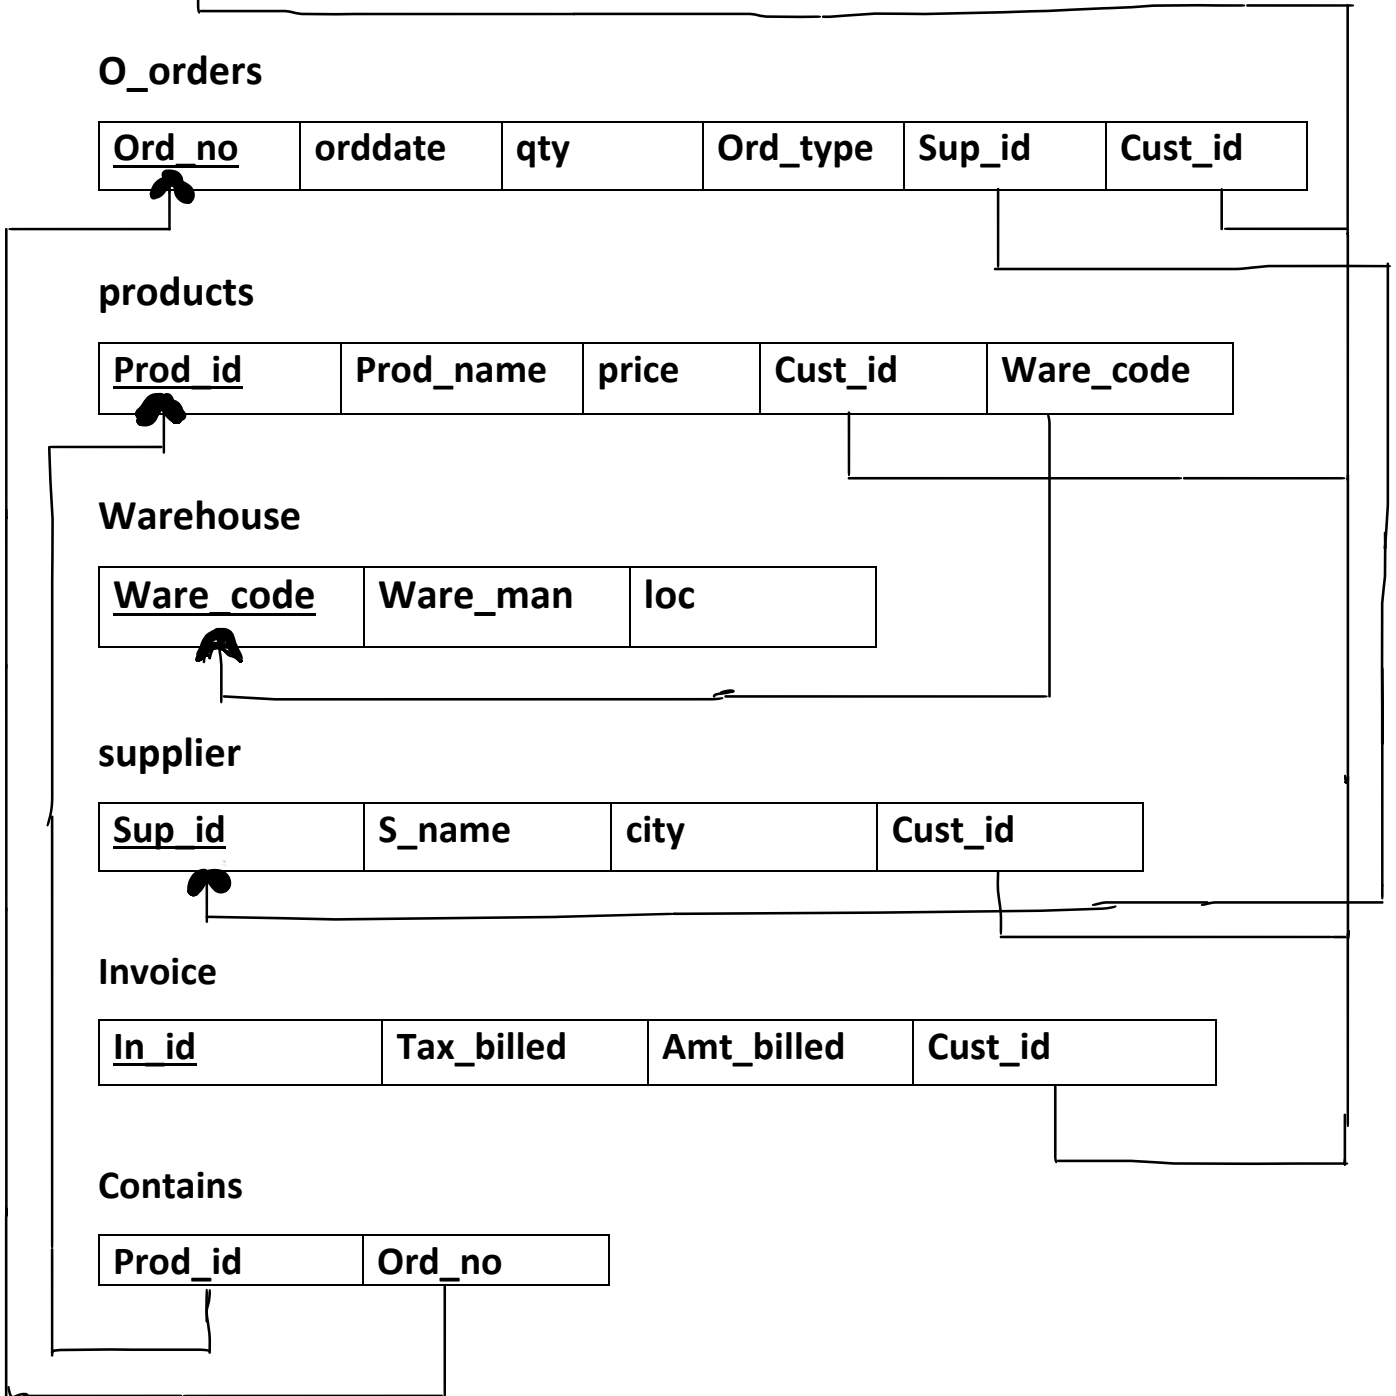 O_orders
Ord_no orddate qty Ord_type Sup_id Cust_id
products
Prod_id Prod_name price Cust_id Ware_code
Warehouse
Ware_code Ware_man loc
supplier
Sup_id S_name city Cust_id
Invoice
In_id Tax_billed Amt_billed Cust_id
Contains
Prod_id Ord_no